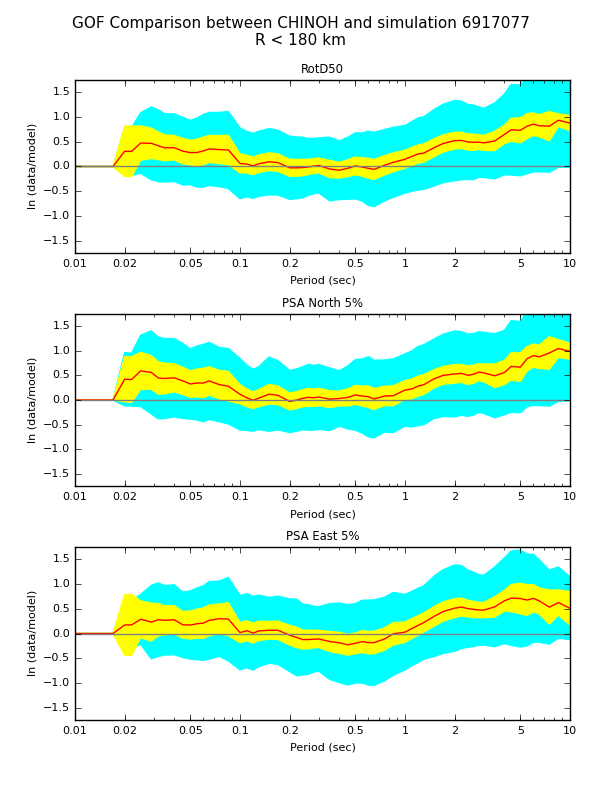 GOF Comparison between CHINOH and simulation 6917077
R < 180 km
RotD50
ln (data/model)
1.5
1.0
0.5
0.0
−0.5
−1.0
−1.5
0.01 0.02 0.05 0.1 0.2 0.5 1 2 5 10
Period (sec)
PSA North 5%
ln (data/model)
1.5
1.0
0.5
0.0
−0.5
−1.0
−1.5
0.01 0.02 0.05 0.1 0.2 0.5 1 2 5 10
Period (sec)
PSA East 5%
ln (data/model)
1.5
1.0
0.5
0.0
−0.5
−1.0
−1.5
0.01 0.02 0.05 0.1 0.2 0.5 1 2 5 10
Period (sec)